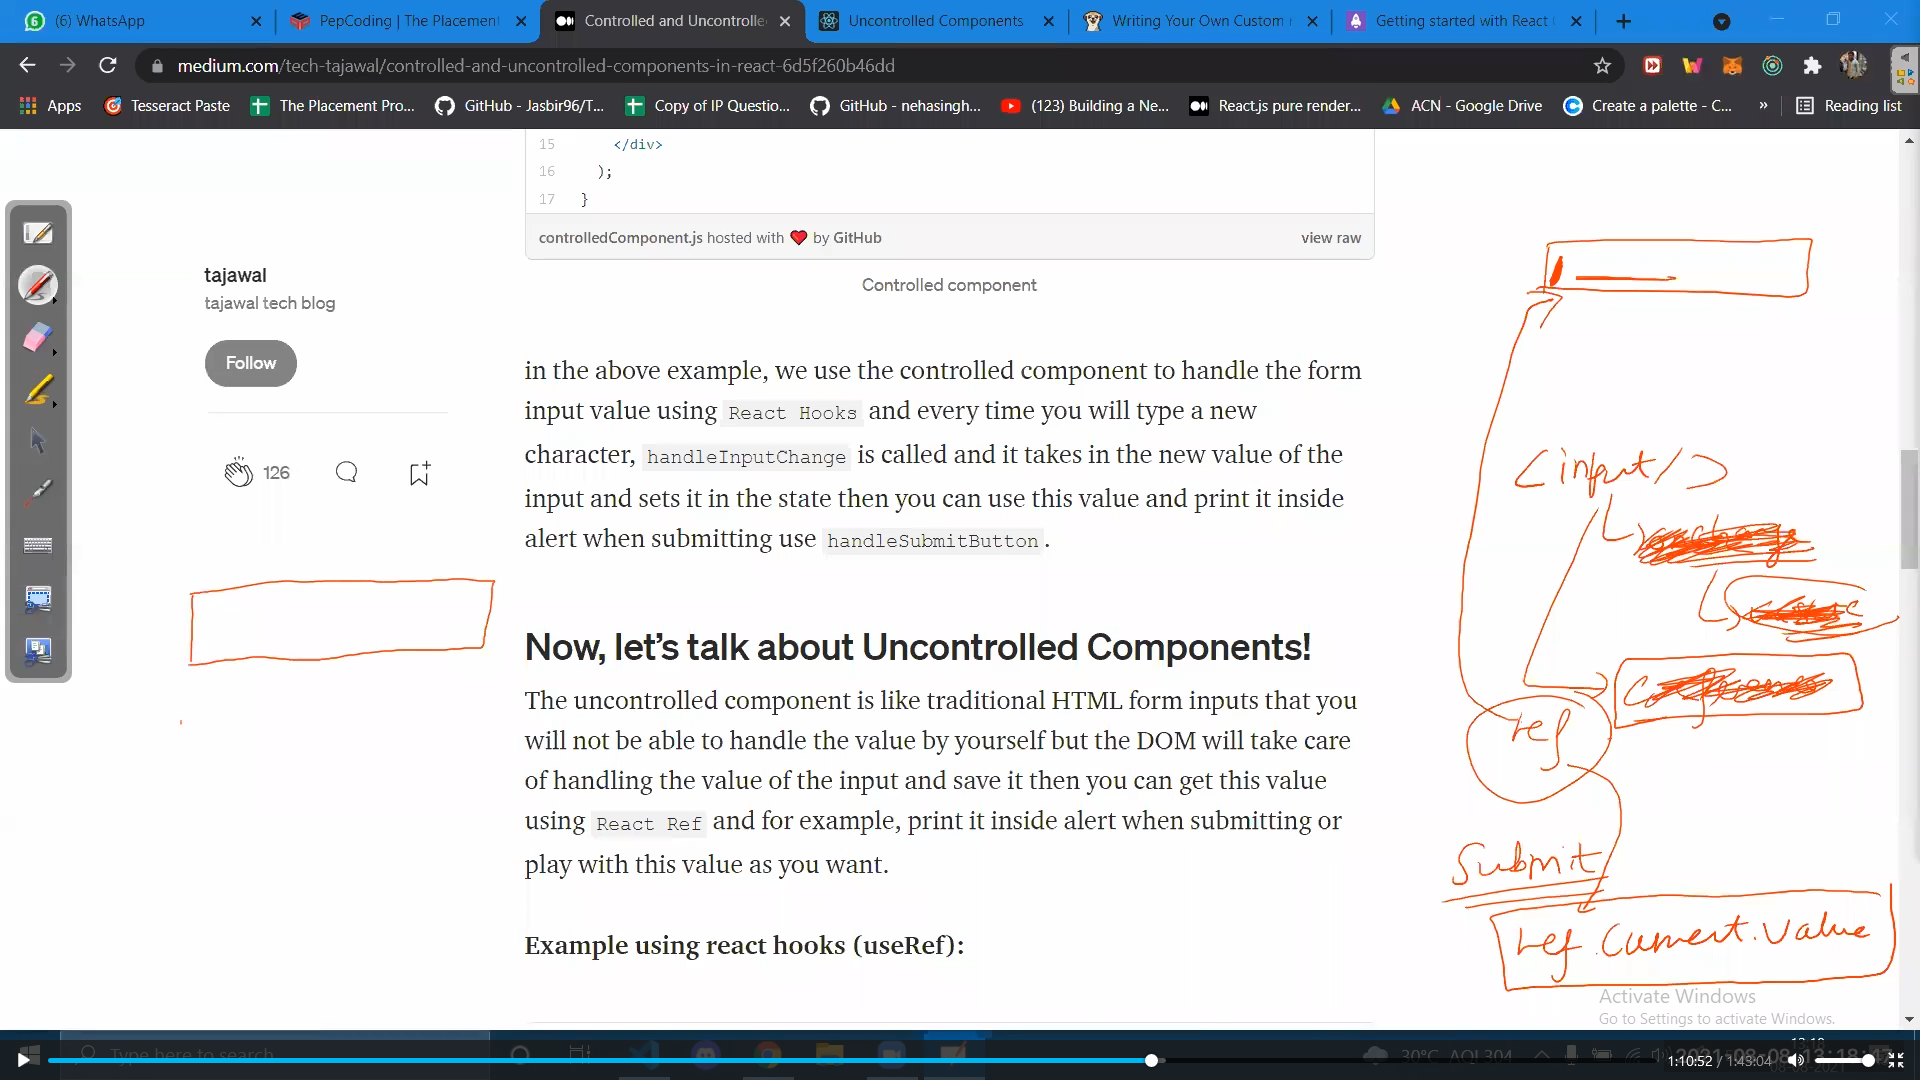 (6) WhatsApp
PepCoding | The Placement
Controlled and Uncontrolle
Uncontrolled Components
Writing Your Own Custom
Getting started with React
medium.com/tech-tajawal/controlled-and-uncontrolled-components-in-react-6d5f260b46dd
Apps
Tesseract Paste
The Placement Pro...
GitHub - Jasbir96/T...
Copy of IP Questio...
GitHub - nehasingh...
(123) Building a Ne...
React.js pure render...
ACN - Google Drive
Create a palette - C...
»
Reading list
15 </div>
16 );
17 }
controlledComponent.js hosted with ❤ by GitHub
view raw
Controlled component
tajawal
tajawal tech blog
Follow
126
in the above example, we use the controlled component to handle the form
input value using React Hooks and every time you will type a new
character, handleInputChange is called and it takes in the new value of the
input and sets it in the state then you can use this value and print it inside
alert when submitting use handleSubmitButton.
Now, let’s talk about Uncontrolled Components!
The uncontrolled component is like traditional HTML form inputs that you
will not be able to handle the value by yourself but the DOM will take care
of handling the value of the input and save it then you can get this value
using React Ref and for example, print it inside alert when submitting or
play with this value as you want.
Example using react hooks (useRef):
<input/>
ref
Submit
ref.Current.Value
Activate Windows
Go to Settings to activate Windows.
Type here to search
30°C AQI 304
1:10:52 / 1:43:04